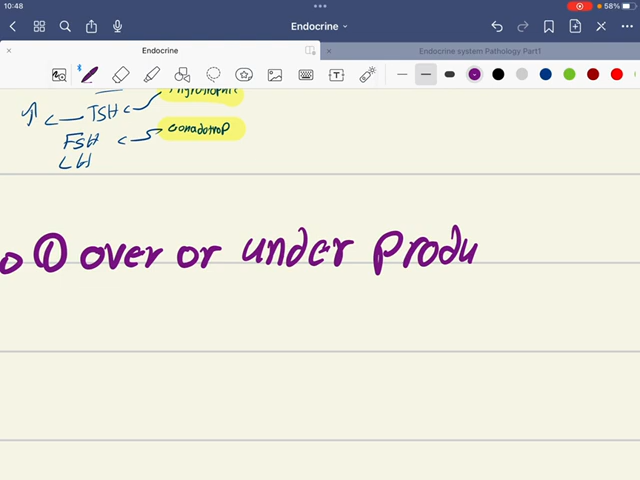 10:48
58%
Endocrine
Endocrine
Endocrine system Pathology Part1
TSH
FSH
Gonadotrop
LH
① over or under produ